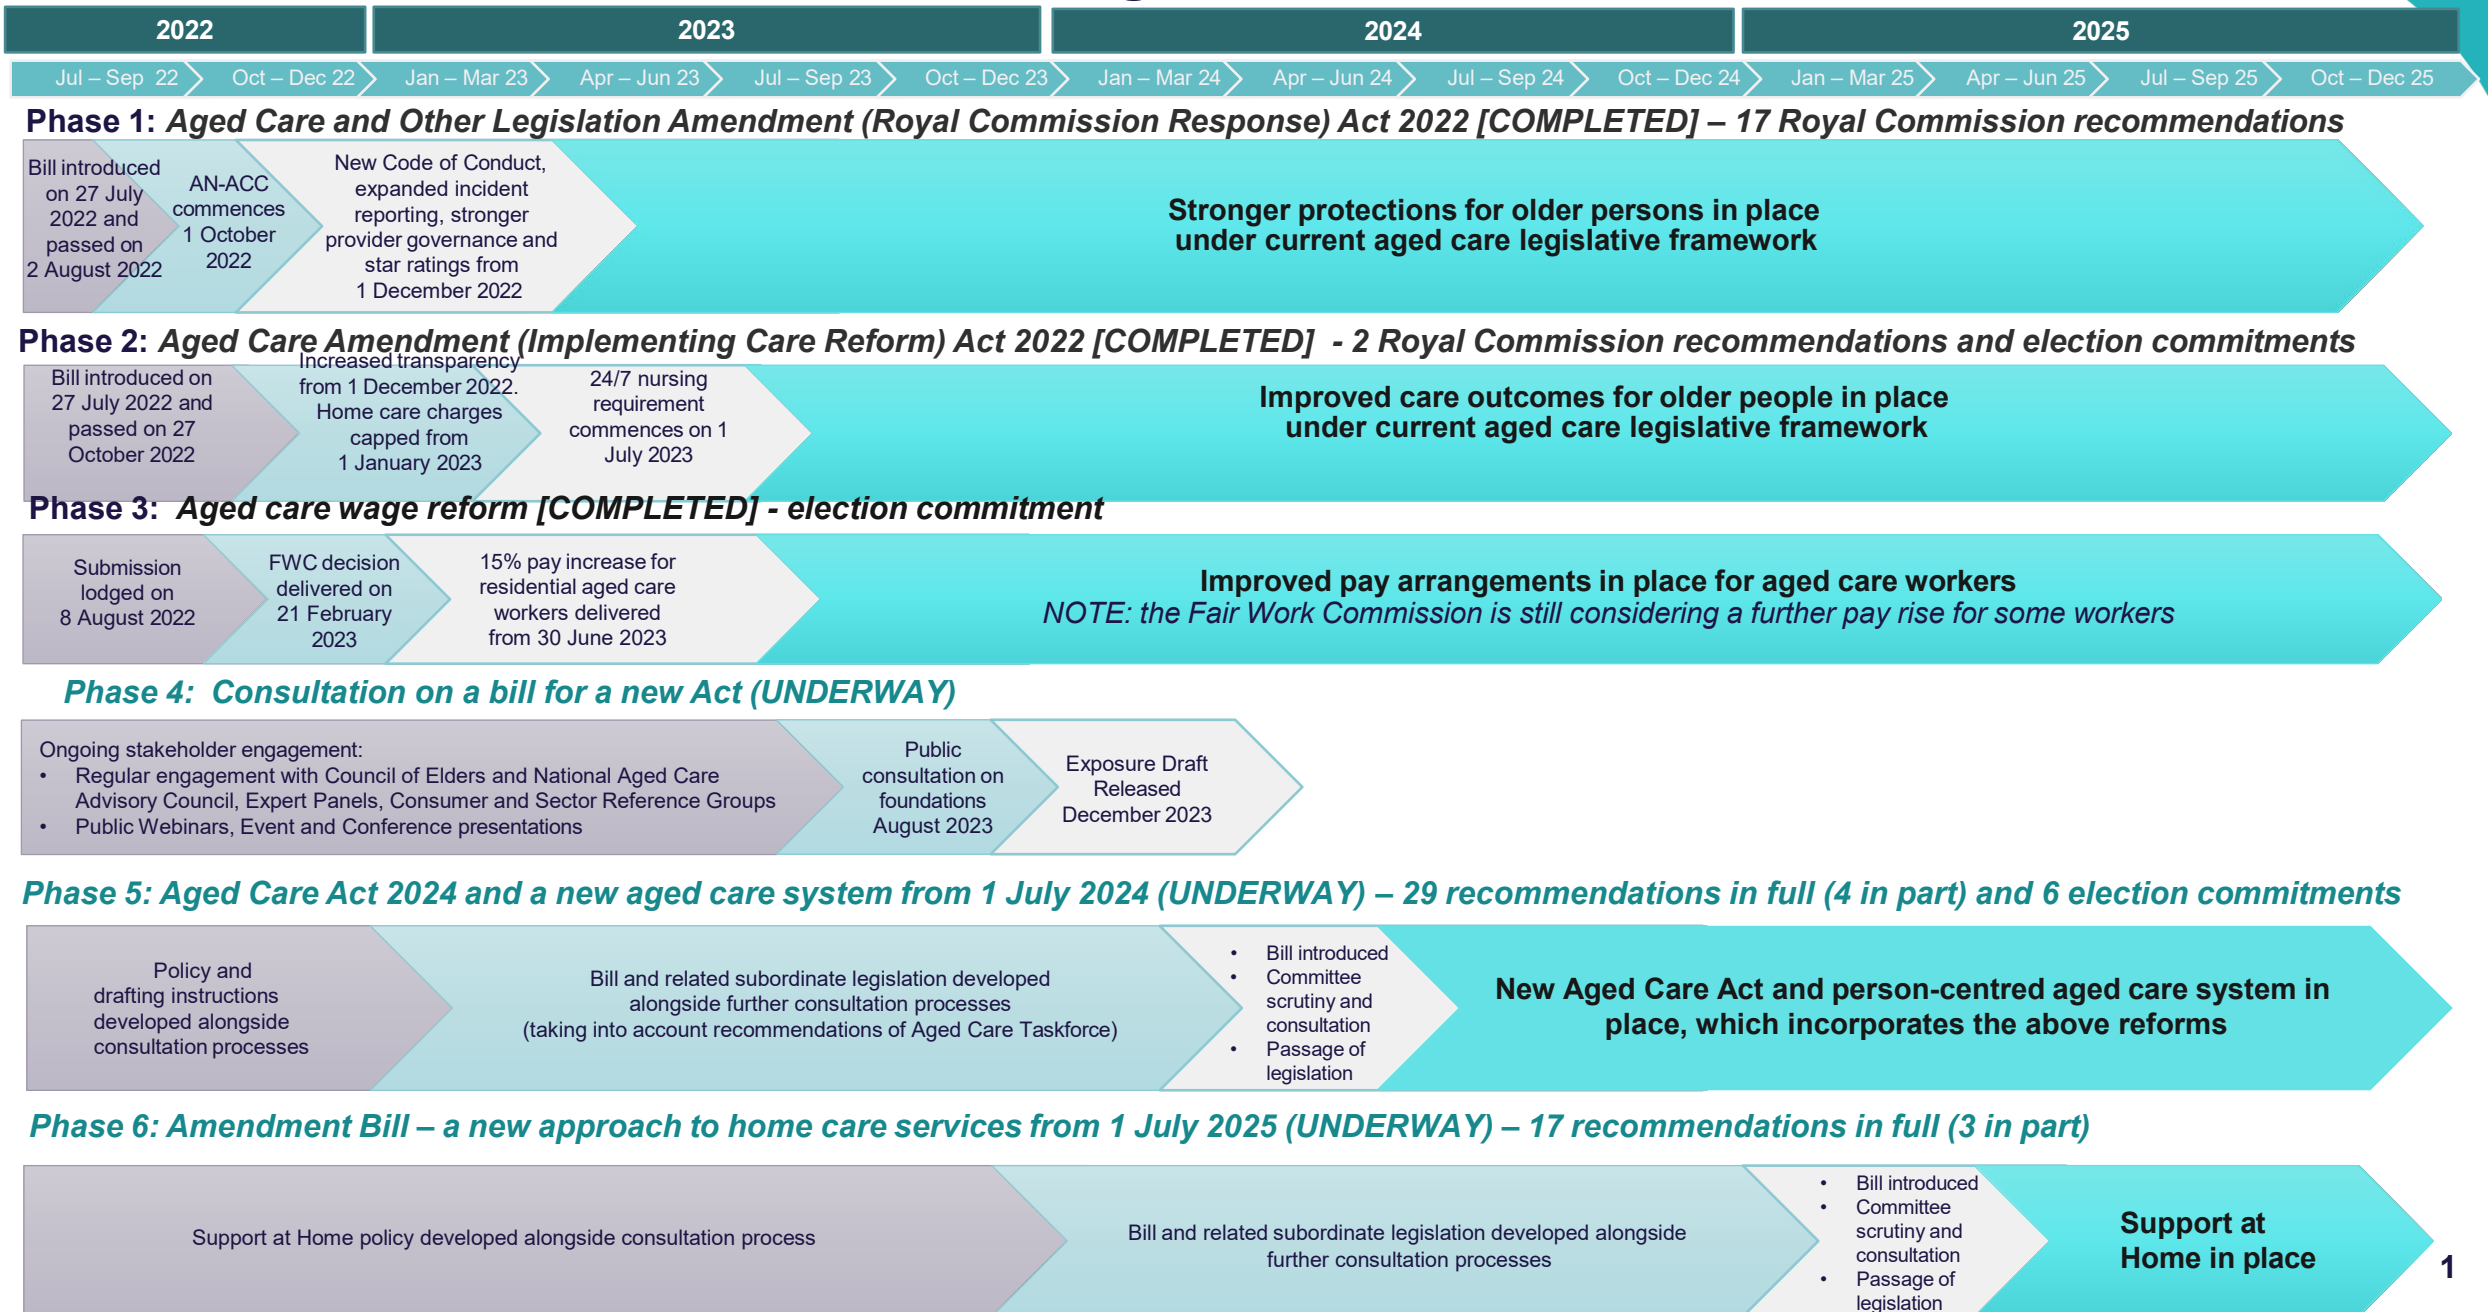 2022
2023
2024
2025
Jul – Sep 22
Oct – Dec 22
Jan – Mar 23
Apr – Jun 23
Jul – Sep 23
Oct – Dec 23
Jan – Mar 24
Apr – Jun 24
Jul – Sep 24
Oct – Dec 24
Jan – Mar 25
Apr – Jun 25
Jul – Sep 25
Oct – Dec 25
Phase 1: Aged Care and Other Legislation Amendment (Royal Commission Response) Act 2022 [COMPLETED] – 17 Royal Commission recommendations
Bill introduced
on 27 July
2022 and
passed on
2 August 2022
AN-ACC
commences
1 October
2022
New Code of Conduct,
expanded incident
reporting, stronger
provider governance and
star ratings from
1 December 2022
Stronger protections for older persons in place
under current aged care legislative framework
Phase 2: Aged Care Amendment (Implementing Care Reform) Act 2022 [COMPLETED] - 2 Royal Commission recommendations and election commitments
Bill introduced on
27 July 2022 and
passed on 27
October 2022
Increased transparency
from 1 December 2022.
Home care charges
capped from
1 January 2023
24/7 nursing
requirement
commences on 1
July 2023
Improved care outcomes for older people in place
under current aged care legislative framework
Phase 3: Aged care wage reform [COMPLETED] - election commitment
Submission
lodged on
8 August 2022
FWC decision
delivered on
21 February
2023
15% pay increase for
residential aged care
workers delivered
from 30 June 2023
Improved pay arrangements in place for aged care workers
NOTE: the Fair Work Commission is still considering a further pay rise for some workers
Phase 4: Consultation on a bill for a new Act (UNDERWAY)
Ongoing stakeholder engagement:
• Regular engagement with Council of Elders and National Aged Care
Advisory Council, Expert Panels, Consumer and Sector Reference Groups
• Public Webinars, Event and Conference presentations
Public
consultation on
foundations
August 2023
Exposure Draft
Released
December 2023
Phase 5: Aged Care Act 2024 and a new aged care system from 1 July 2024 (UNDERWAY) – 29 recommendations in full (4 in part) and 6 election commitments
Policy and
drafting instructions
developed alongside
consultation processes
Bill and related subordinate legislation developed
alongside further consultation processes
(taking into account recommendations of Aged Care Taskforce)
• Bill introduced
• Committee
scrutiny and
consultation
• Passage of
legislation
New Aged Care Act and person-centred aged care system in
place, which incorporates the above reforms
Phase 6: Amendment Bill – a new approach to home care services from 1 July 2025 (UNDERWAY) – 17 recommendations in full (3 in part)
Support at Home policy developed alongside consultation process
Bill and related subordinate legislation developed alongside
further consultation processes
• Bill introduced
• Committee
scrutiny and
consultation
• Passage of
legislation
Support at
Home in place
1